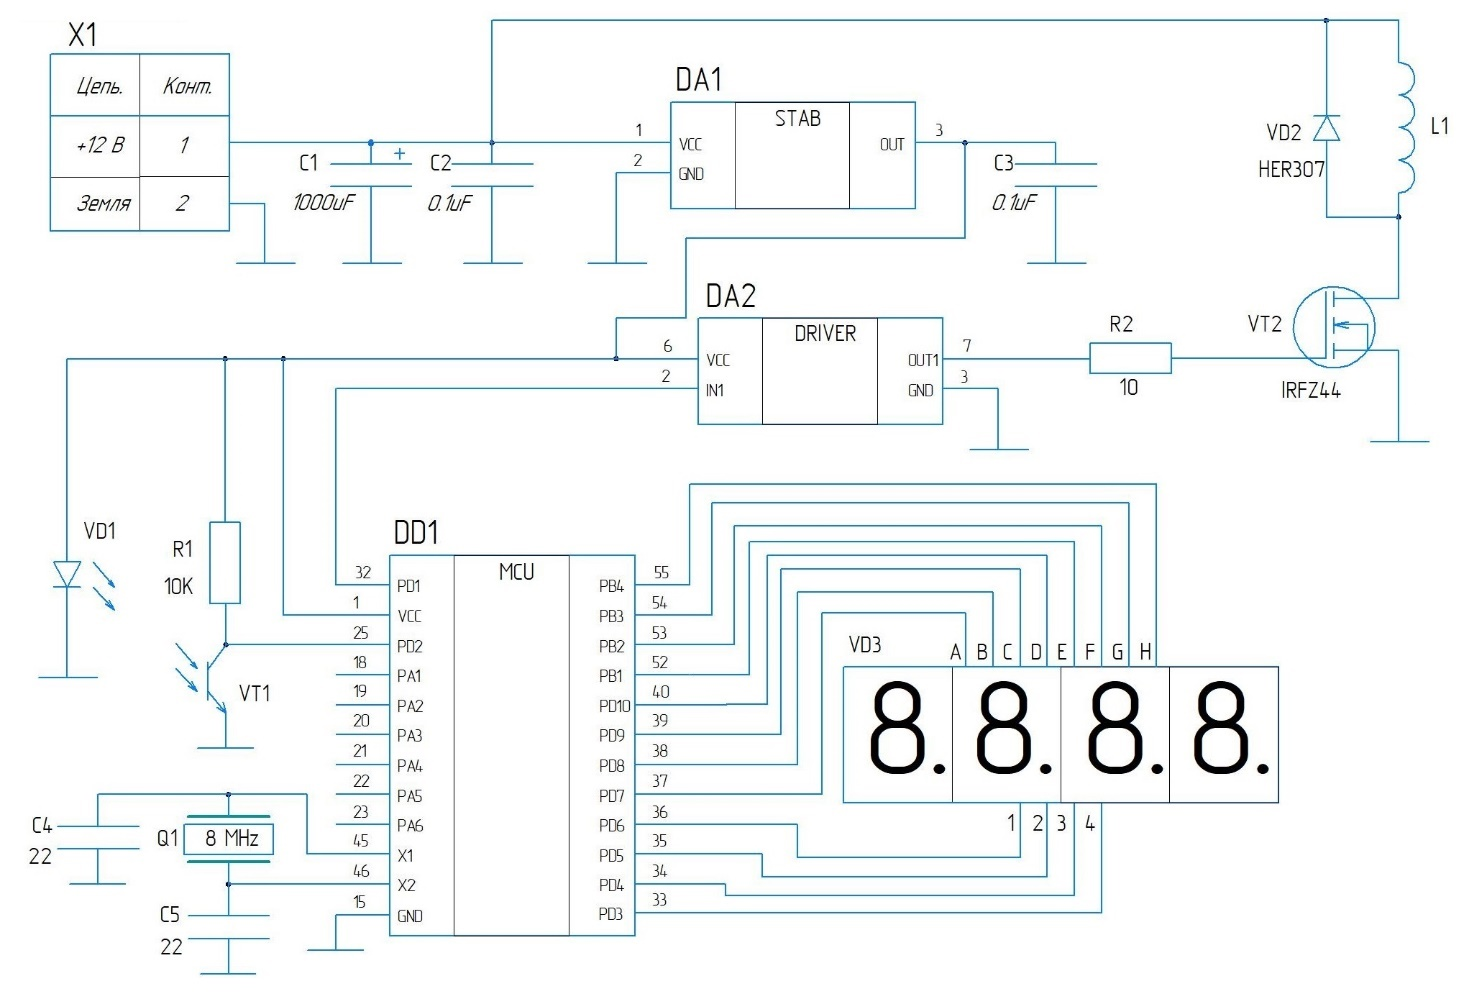 X1
Цепь. Конт.
+12 В 1
Земля 2
C1
+
1000uF
C2
0.1uF
DA1
STAB
1 VCC
2 GND
OUT 3
C3
0.1uF
VD2
HER307
L1
DA2
DRIVER
6 VCC
2 IN1
OUT1 7
GND 3
R2
10
VT2
IRFZ44
VD1
R1
10K
VT1
DD1
MCU
32 PD1
1 VCC
25 PD2
18 PA1
19 PA2
20 PA3
21 PA4
22 PA5
23 PA6
45 X1
46 X2
15 GND
PB4 55
PB3 54
PB2 53
PB1 52
PD10 40
PD9 39
PD8 38
PD7 37
PD6 36
PD5 35
PD4 34
PD3 33
VD3
A B C D E F G H
8. 8. 8. 8.
1 2 3 4
C4
22
Q1 8 MHz
C5
22